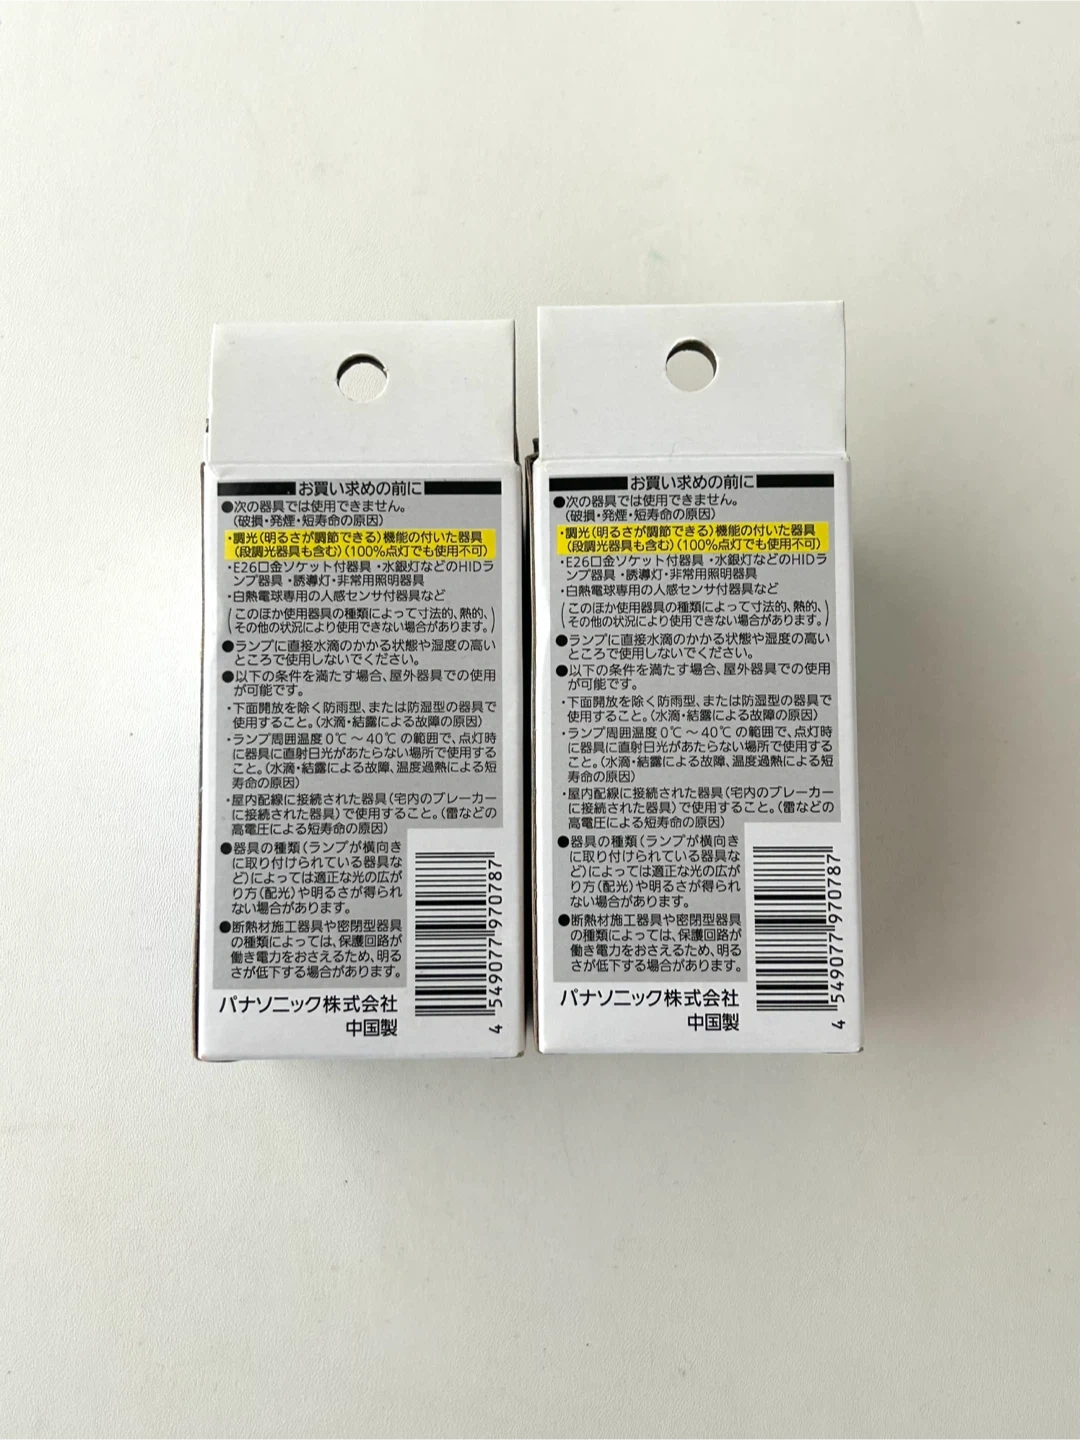 お買い求めの前に
●次の器具では使用できません。
(破損・発煙・短寿命の原因)
・調光(明るさが調節できる)機能の付いた器具
(段調光器具も含む)(100%点灯でも使用不可)
・E26口金ソケット付器具 ・水銀灯などのHIDラ
ンプ器具 ・誘導灯・非常用照明器具
・白熱電球専用の人感センサ付器具など
(このほか使用器具の種類によって寸法的、熱的、
その他の状況により使用できない場合があります。)
●ランプに直接水滴のかかる状態や湿度の高い
ところで使用しないでください。
●以下の条件を満たす場合、屋外器具での使用
が可能です。
・下面開放を除く防雨型、または防湿型の器具で
使用すること。(水滴・結露による故障の原因)
・ランプ周囲温度0℃～40℃の範囲で、点灯時
に器具に直射日光があたらない場所で使用する
こと。(水滴・結露による故障、温度過熱による短
寿命の原因)
・屋内配線に接続された器具(宅内のブレーカー
に接続された器具)で使用すること。(雷などの
高電圧による短寿命の原因)
●器具の種類(ランプが横向き
に取り付けられている器具な
ど)によっては適正な光の広が
り方(配光)や明るさが得られ
ない場合があります。
●断熱材施工器具や密閉型器具
の種類によっては、保護回路が
働き電力をおさえるため、明る
さが低下する場合があります。
パナソニック株式会社
中国製
4 549077 970787
お買い求めの前に
●次の器具では使用できません。
(破損・発煙・短寿命の原因)
・調光(明るさが調節できる)機能の付いた器具
(段調光器具も含む)(100%点灯でも使用不可)
・E26口金ソケット付器具 ・水銀灯などのHIDラ
ンプ器具 ・誘導灯・非常用照明器具
・白熱電球専用の人感センサ付器具など
(このほか使用器具の種類によって寸法的、熱的、
その他の状況により使用できない場合があります。)
●ランプに直接水滴のかかる状態や湿度の高い
ところで使用しないでください。
●以下の条件を満たす場合、屋外器具での使用
が可能です。
・下面開放を除く防雨型、または防湿型の器具で
使用すること。(水滴・結露による故障の原因)
・ランプ周囲温度0℃～40℃の範囲で、点灯時
に器具に直射日光があたらない場所で使用する
こと。(水滴・結露による故障、温度過熱による短
寿命の原因)
・屋内配線に接続された器具(宅内のブレーカー
に接続された器具)で使用すること。(雷などの
高電圧による短寿命の原因)
●器具の種類(ランプが横向き
に取り付けられている器具な
ど)によっては適正な光の広が
り方(配光)や明るさが得られ
ない場合があります。
●断熱材施工器具や密閉型器具
の種類によっては、保護回路が
働き電力をおさえるため、明る
さが低下する場合があります。
パナソニック株式会社
中国製
4 549077 970787